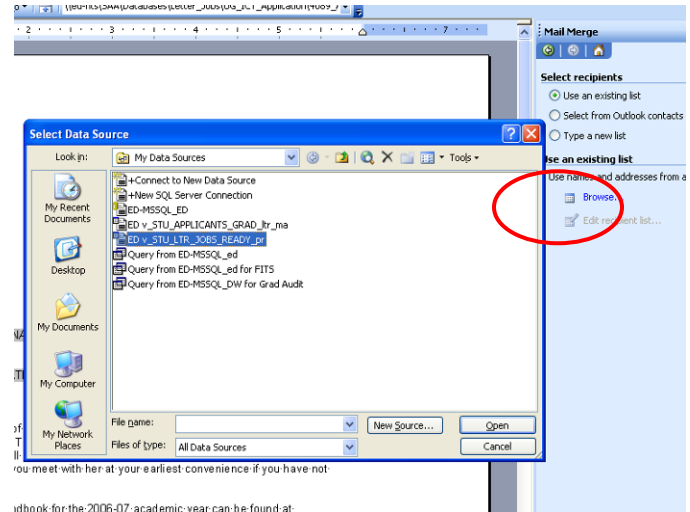 · 2 · · · ı · · · 3 · · · ı · · · 4 · · · ı · · · 5 · · · ı · · · · · · ı · · · 7 · · ·
Mail Merge
Select recipients
Use an existing list
Select from Outlook contacts
Type a new list
Use an existing list
Use names and addresses from a
Browse...
Edit recipient list...
Select Data Source
Look in: My Data Sources Tools
My Recent Documents
Desktop
My Documents
My Computer
My Network Places
+Connect to New Data Source
+New SQL Server Connection
ED-MSSQL_ED
ED v_STU_APPLICANTS_GRAD_ltr_ma
ED v_STU_LTR_JOBS_READY_pr
Query from ED-MSSQL_ed
Query from ED-MSSQL_ed for FITS
Query from ED-MSSQL_DW for Grad Audit
File name: New Source... Open
Files of type: All Data Sources Cancel
you·meet·with·her·at·your·earliest·convenience·if·you·have·not·
dbook·for·the·2006-07·academic·year·can·be·found·at·